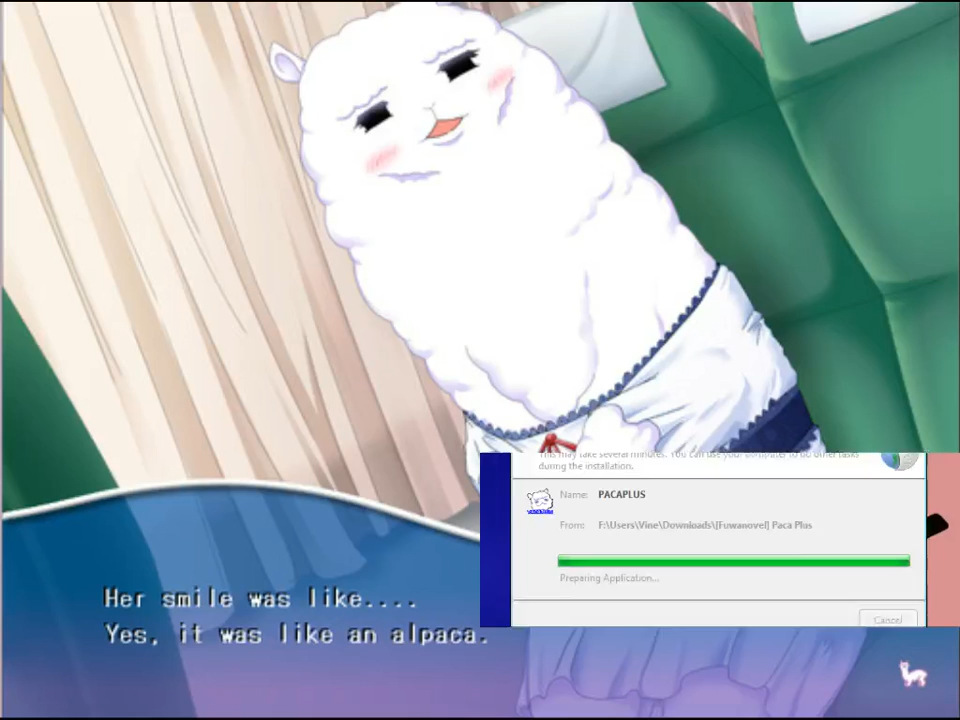 This may take several minutes. You can use your computer to do other tasks
during the installation.
Name: PACAPLUS
From: F:\Users\Vine\Downloads\[Fuwanovel] Paca Plus
Preparing Application...
Cancel
Her smile was like....
Yes, it was like an alpaca.